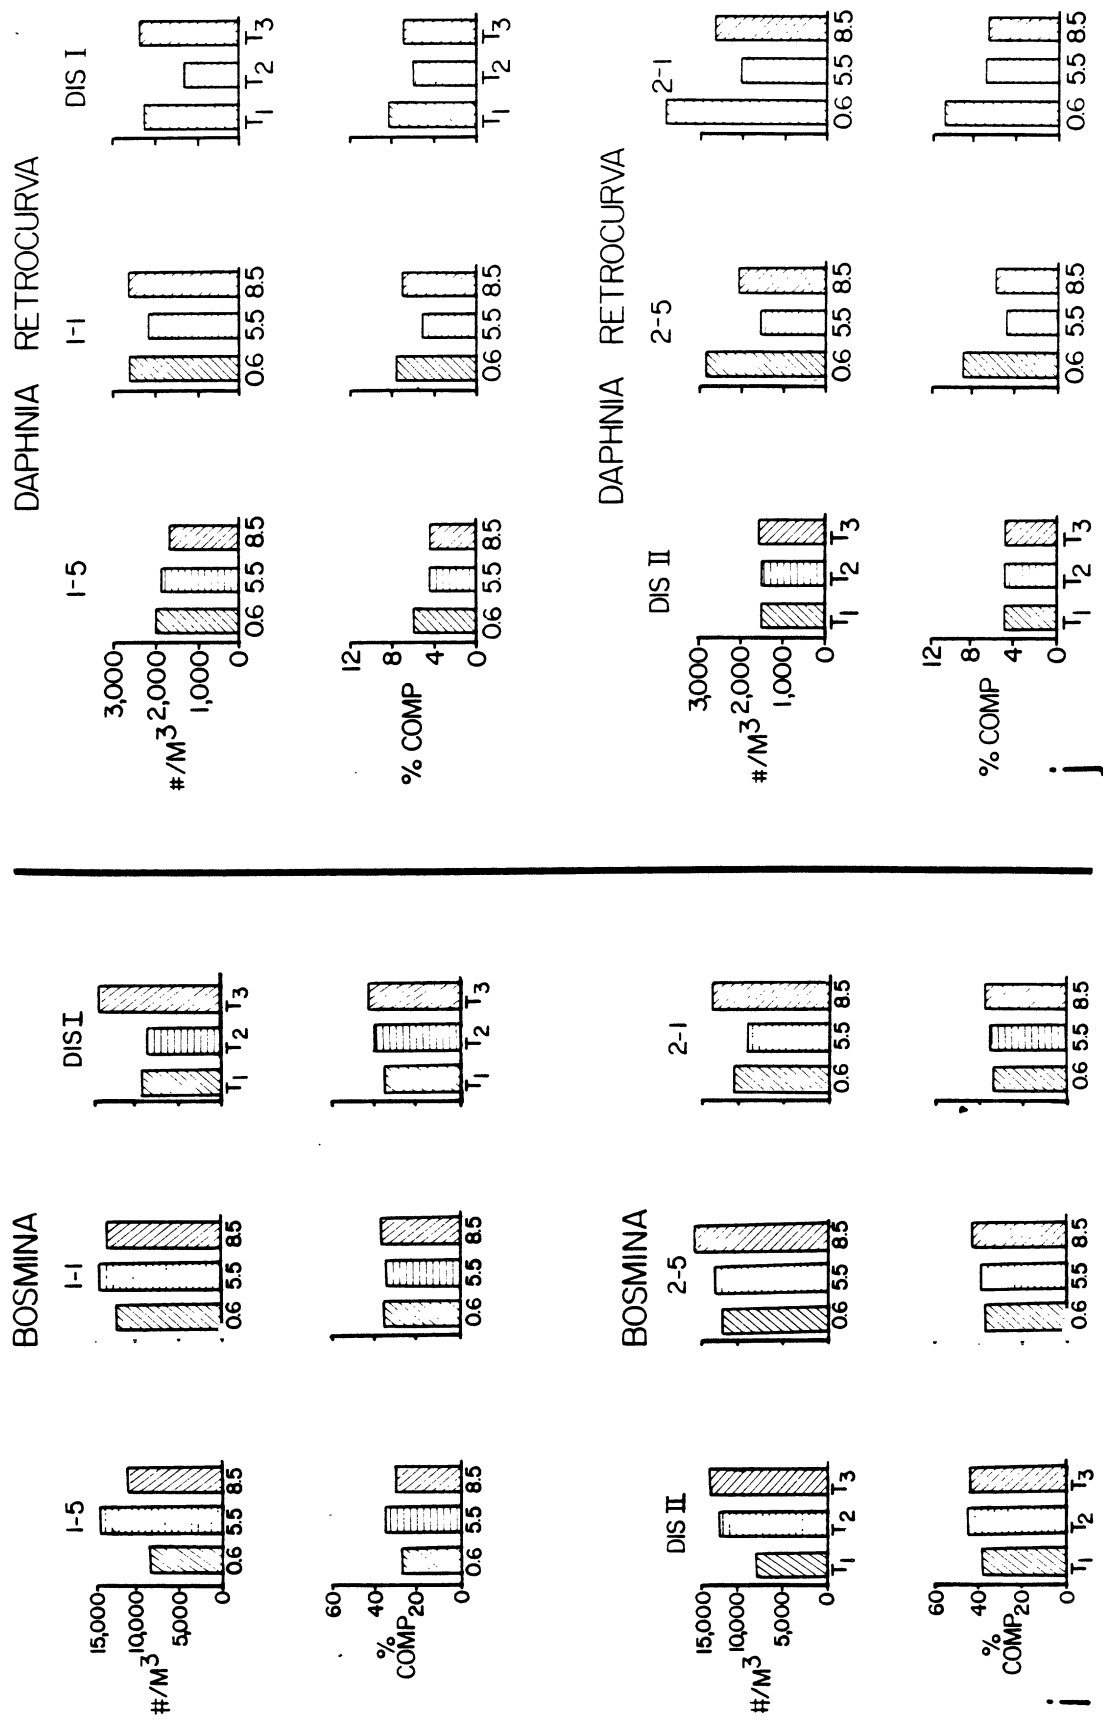 BOSMINA
1-5 1-1 DIS I
15,000
10,000
5,000
0
#/M³
0.6 5.5 8.5 0.6 5.5 8.5 T1 T2 T3
60
40
20
0
%
COMP
0.6 5.5 8.5 0.6 5.5 8.5 T1 T2 T3
BOSMINA
DIS II 2-5 2-1
15,000
10,000
5,000
0
#/M³
T1 T2 T3 0.6 5.5 8.5 0.6 5.5 8.5
60
40
20
0
%
COMP
T1 T2 T3 0.6 5.5 8.5 0.6 5.5 8.5
i
DAPHNIA RETROCURVA
1-5 1-1 DIS I
3,000
2,000
1,000
0
#/M³
0.6 5.5 8.5 0.6 5.5 8.5 T1 T2 T3
12
8
4
0
% COMP
0.6 5.5 8.5 0.6 5.5 8.5 T1 T2 T3
DAPHNIA RETROCURVA
DIS II 2-5 2-1
3,000
2,000
1,000
0
#/M³
T1 T2 T3 0.6 5.5 8.5 0.6 5.5 8.5
12
8
4
0
% COMP
T1 T2 T3 0.6 5.5 8.5 0.6 5.5 8.5
j